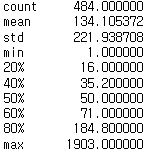 count 484.000000
mean 134.105372
std 221.938708
min 1.000000
20% 16.000000
40% 35.200000
50% 50.000000
60% 71.000000
80% 184.800000
max 1903.000000